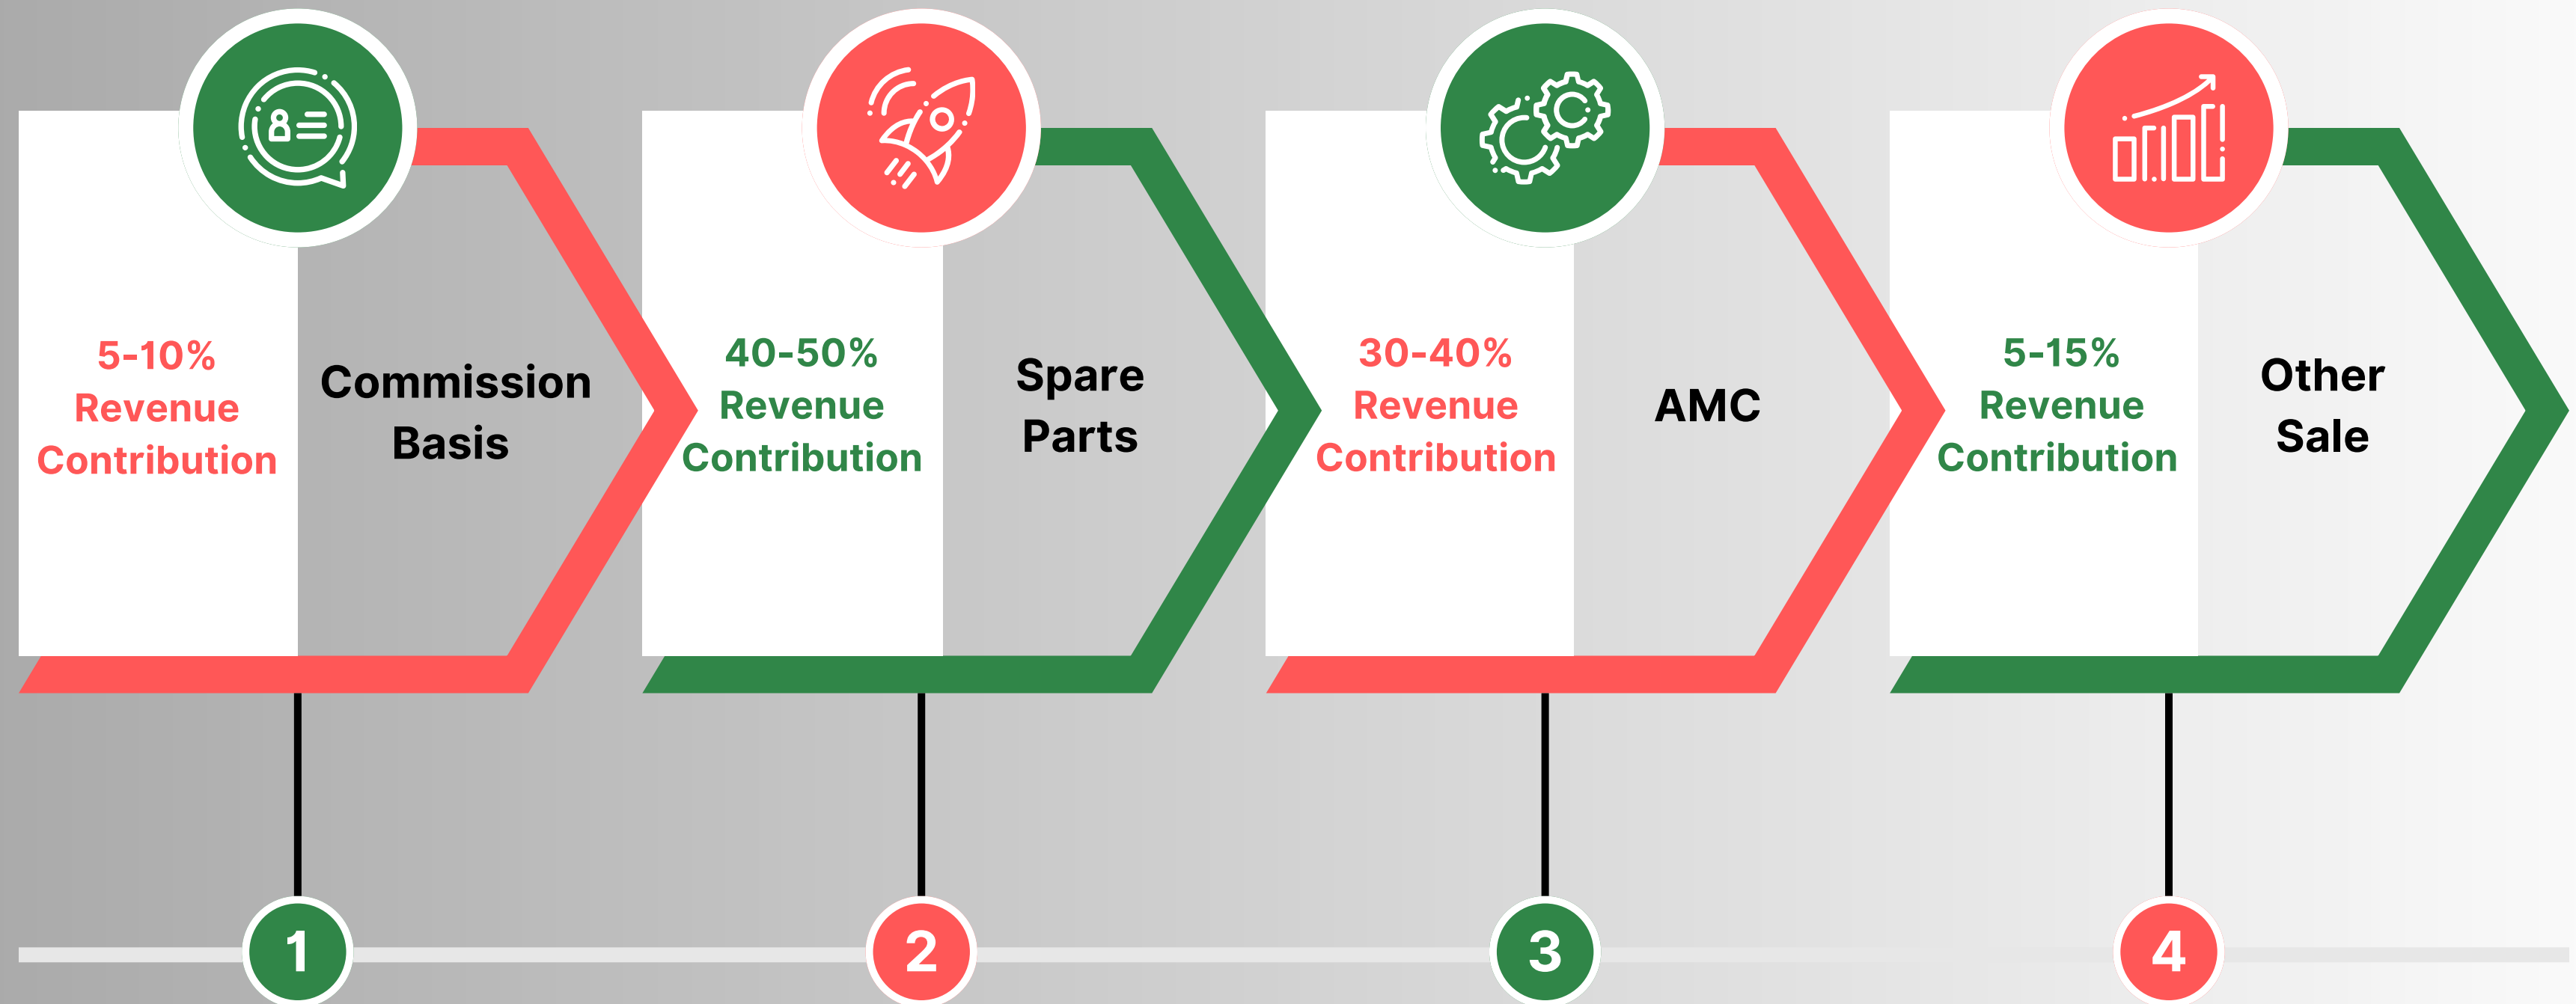 5-10%
Revenue
Contribution
Commission
Basis
40-50%
Revenue
Contribution
Spare
Parts
30-40%
Revenue
Contribution
AMC
5-15%
Revenue
Contribution
Other
Sale
1
2
3
4